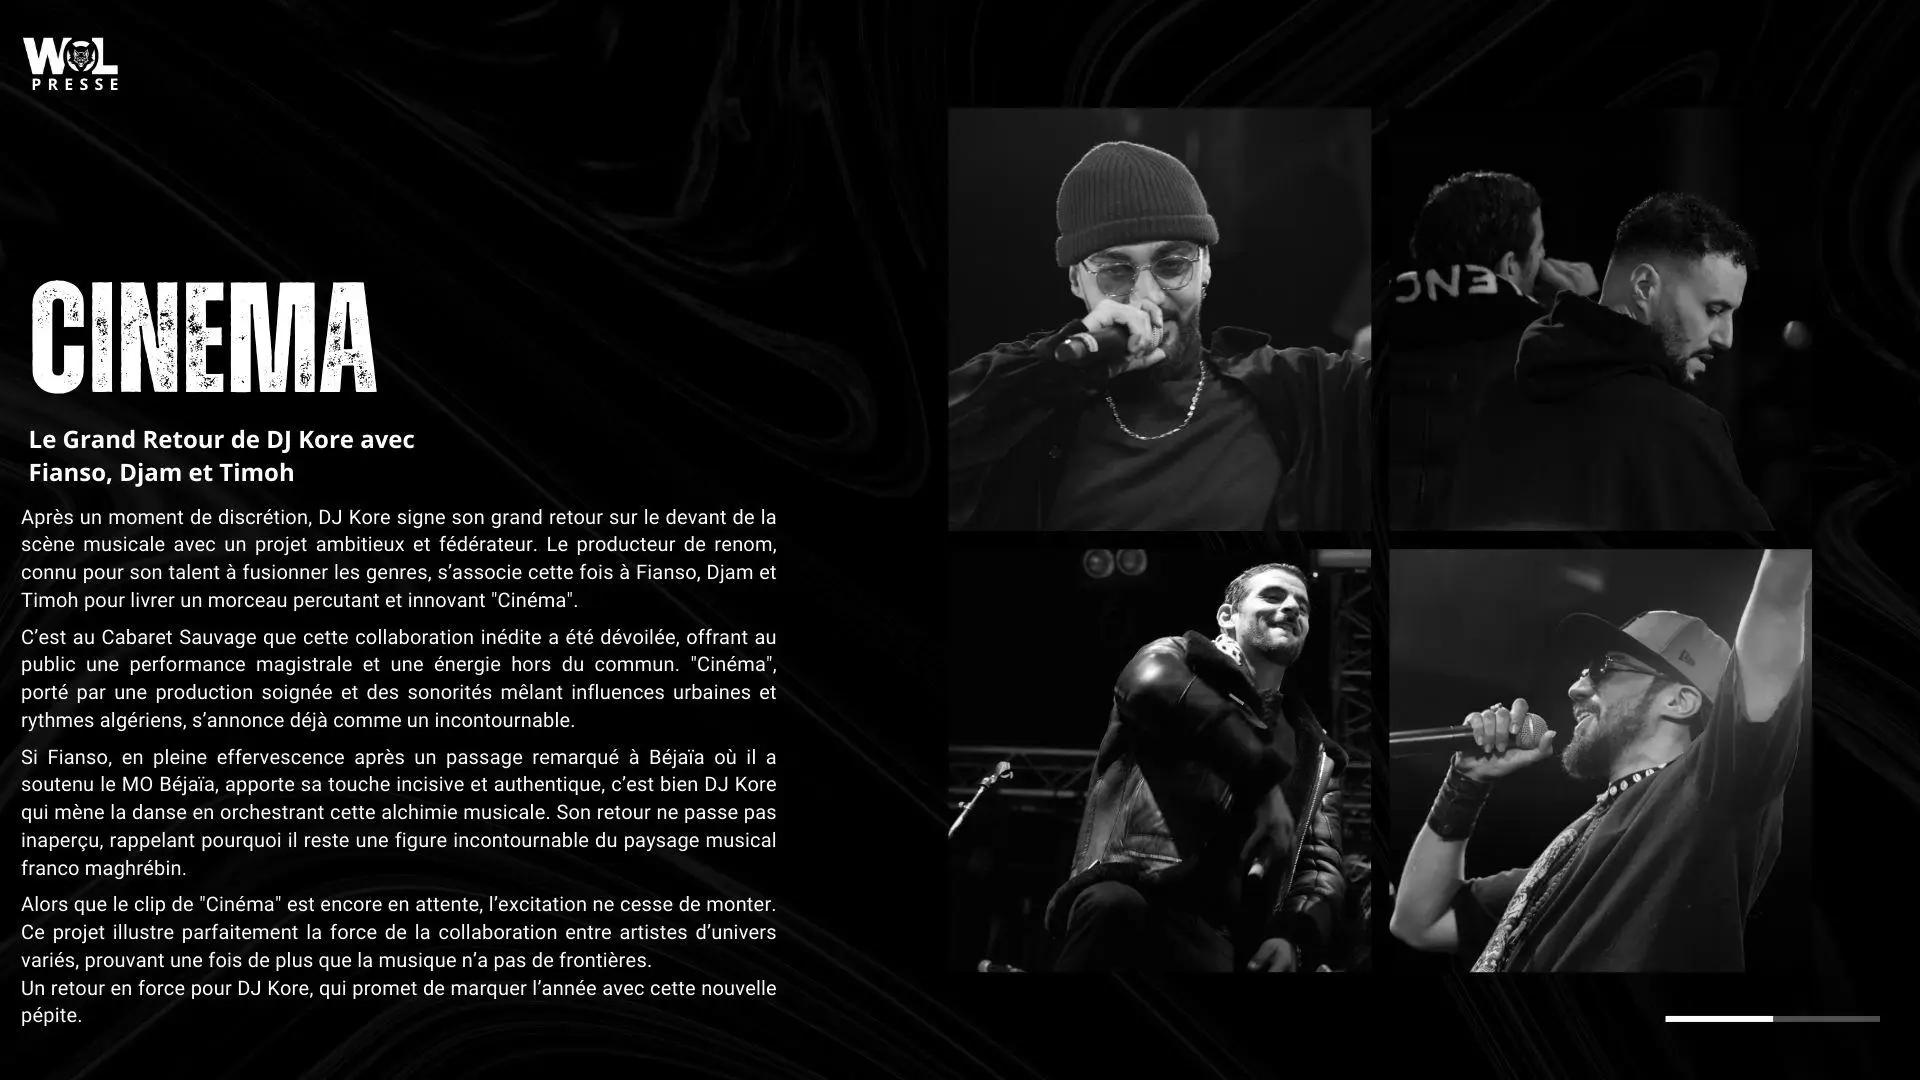 WOL
PRESSE
CINEMA
Le Grand Retour de DJ Kore avec
Fianso, Djam et Timoh
Après un moment de discrétion, DJ Kore signe son grand retour sur le devant de la
scène musicale avec un projet ambitieux et fédérateur. Le producteur de renom,
connu pour son talent à fusionner les genres, s’associe cette fois à Fianso, Djam et
Timoh pour livrer un morceau percutant et innovant "Cinéma".
C’est au Cabaret Sauvage que cette collaboration inédite a été dévoilée, offrant au
public une performance magistrale et une énergie hors du commun. "Cinéma",
porté par une production soignée et des sonorités mêlant influences urbaines et
rythmes algériens, s’annonce déjà comme un incontournable.
Si Fianso, en pleine effervescence après un passage remarqué à Béjaïa où il a
soutenu le MO Béjaïa, apporte sa touche incisive et authentique, c’est bien DJ Kore
qui mène la danse en orchestrant cette alchimie musicale. Son retour ne passe pas
inaperçu, rappelant pourquoi il reste une figure incontournable du paysage musical
franco maghrébin.
Alors que le clip de "Cinéma" est encore en attente, l’excitation ne cesse de monter.
Ce projet illustre parfaitement la force de la collaboration entre artistes d’univers
variés, prouvant une fois de plus que la musique n’a pas de frontières.
Un retour en force pour DJ Kore, qui promet de marquer l’année avec cette nouvelle
pépite.